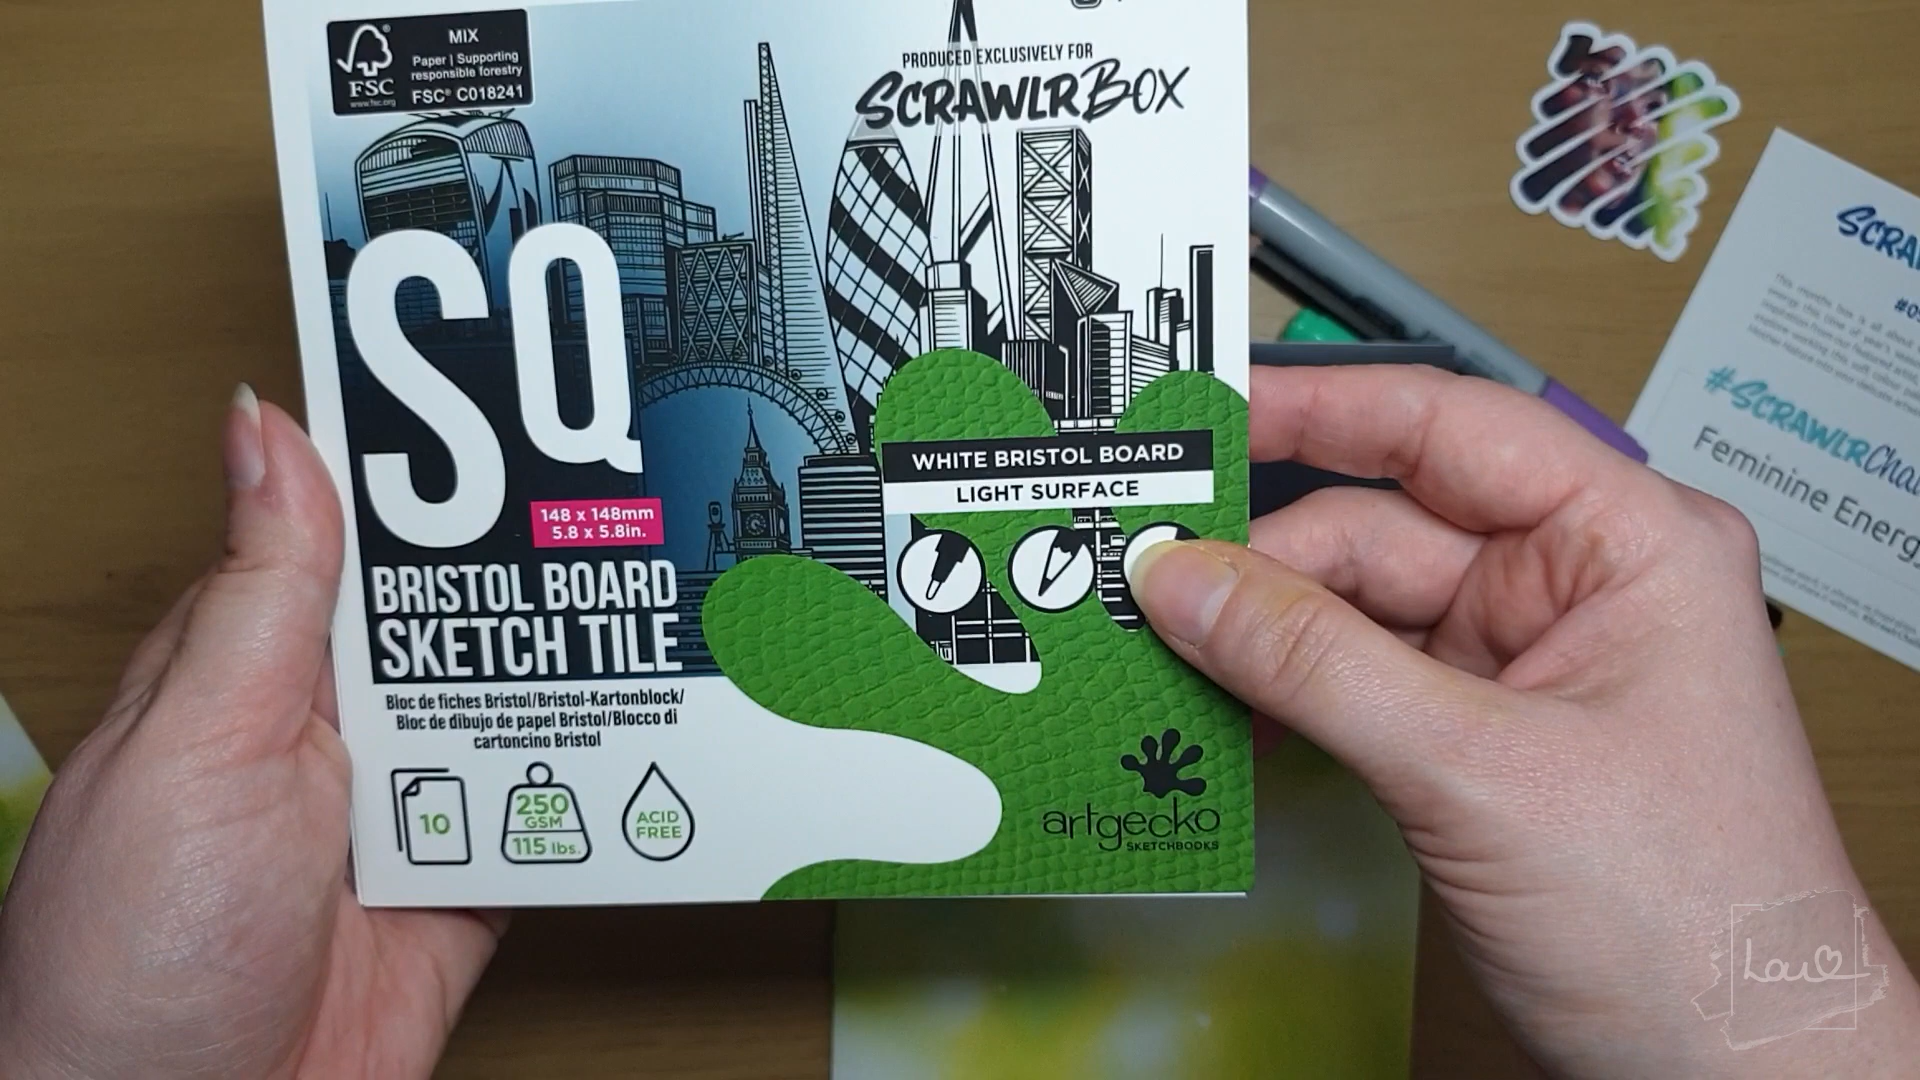 MIX
Paper | Supporting
responsible forestry
FSC® C018241
FSC®
www.fsc.org
PRODUCED EXCLUSIVELY FOR
SCRAWLRBOX
SQ
148 x 148mm
5.8 x 5.8in.
WHITE BRISTOL BOARD
LIGHT SURFACE
BRISTOL BOARD
SKETCH TILE
Bloc de fiches Bristol/Bristol-Kartonblock/
Bloc de dibujo de papel Bristol/Blocco di
cartoncino Bristol
10
250
GSM
115 lbs.
ACID
FREE
artgecko
SKETCHBOOKS
SCRA
#SCRAWLRCha
Feminine Energ
Lou